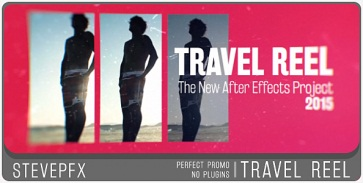 TRAVEL REEL
The New After Effects Project
2015
STEVEPFX
PERFECT PROMO
NO PLUGINS
TRAVEL REEL